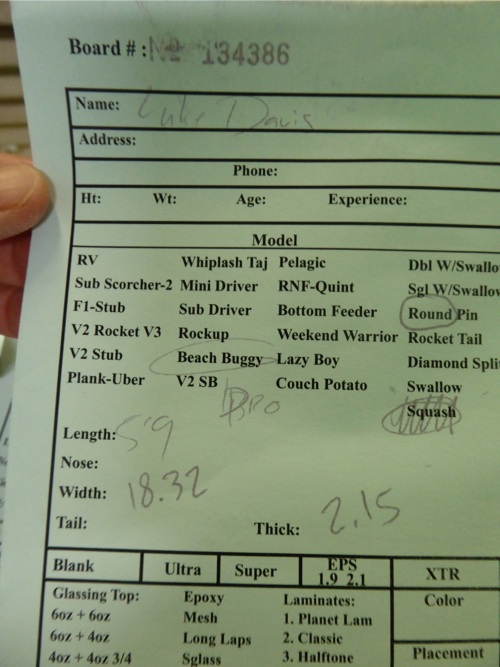 Board # : No 134386
Name: Luke Davis
Address:
Phone:
Ht: Wt: Age: Experience:
Model
RV Whiplash Taj Pelagic Dbl W/Swallo
Sub Scorcher-2 Mini Driver RNF-Quint Sgl W/Swallow
F1-Stub Sub Driver Bottom Feeder Round Pin
V2 Rocket V3 Rockup Weekend Warrior Rocket Tail
V2 Stub Beach Buggy Lazy Boy Diamond Split
Plank-Uber V2 SB Couch Potato Swallow
Bro Squash
Length: 5'9
Nose:
Width: 18.32
Tail: Thick: 2.15
Blank Ultra Super EPS XTR
1.9 2.1
Glassing Top: Epoxy Laminates: Color
6oz + 6oz Mesh 1. Planet Lam
6oz + 4oz Long Laps 2. Classic
4oz + 4oz 3/4 Sglass 3. Halftone Placement